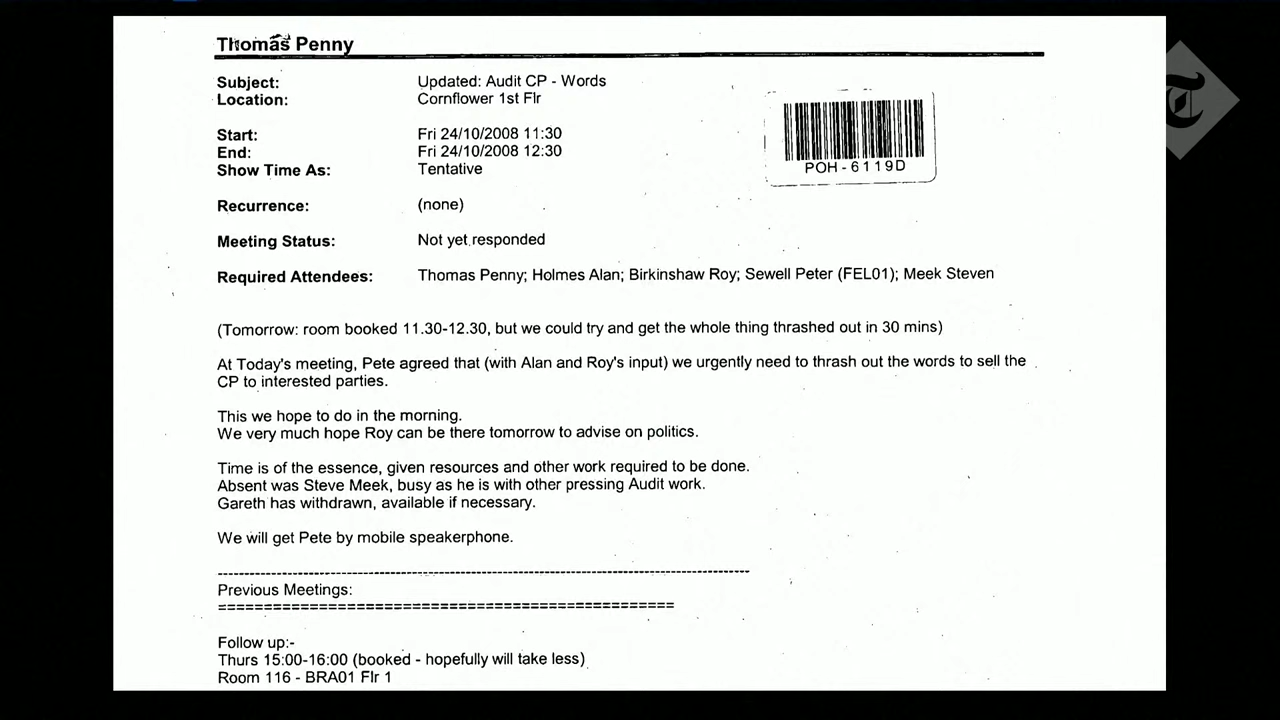 Thomas Penny
Subject: Updated: Audit CP - Words
Location: Cornflower 1st Flr
Start: Fri 24/10/2008 11:30
End: Fri 24/10/2008 12:30
Show Time As: Tentative
Recurrence: (none)
Meeting Status: Not yet responded
Required Attendees: Thomas Penny; Holmes Alan; Birkinshaw Roy; Sewell Peter (FEL01); Meek Steven
POH-6119D
T
(Tomorrow: room booked 11.30-12.30, but we could try and get the whole thing thrashed out in 30 mins)
At Today's meeting, Pete agreed that (with Alan and Roy's input) we urgently need to thrash out the words to sell the
CP to interested parties.
This we hope to do in the morning.
We very much hope Roy can be there tomorrow to advise on politics.
Time is of the essence, given resources and other work required to be done.
Absent was Steve Meek, busy as he is with other pressing Audit work.
Gareth has withdrawn, available if necessary.
We will get Pete by mobile speakerphone.
--------------------------------------------------------------------------------
Previous Meetings:
==================================================
Follow up:-
Thurs 15:00-16:00 (booked - hopefully will take less)
Room 116 - BRA01 Flr 1